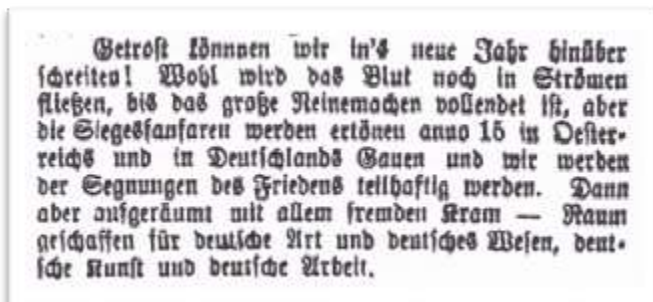 Getrost könnnen wir in's neue Jahr hinüber
schreiten! Wohl wird das Blut noch in Strömen
fließen, bis das große Reinemachen vollendet ist, aber
die Siegesfanfaren werden ertönen anno 15 in Oester-
reichs und in Deutschlands Gauen und wir werden
der Segnungen des Friedens teilhaftig werden. Dann
aber aufgeräumt mit allem fremden Kram — Raum
geschaffen für deutsche Art und deutsches Wesen, deut-
sche Kunst und deutsche Arbeit.